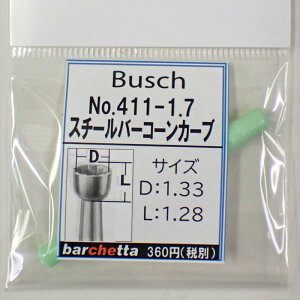 Busch
No.411-1.7
スチールバーコーンカーブ
D
L
サイズ
D:1.33
L:1.28
barchetta 360円(税別)